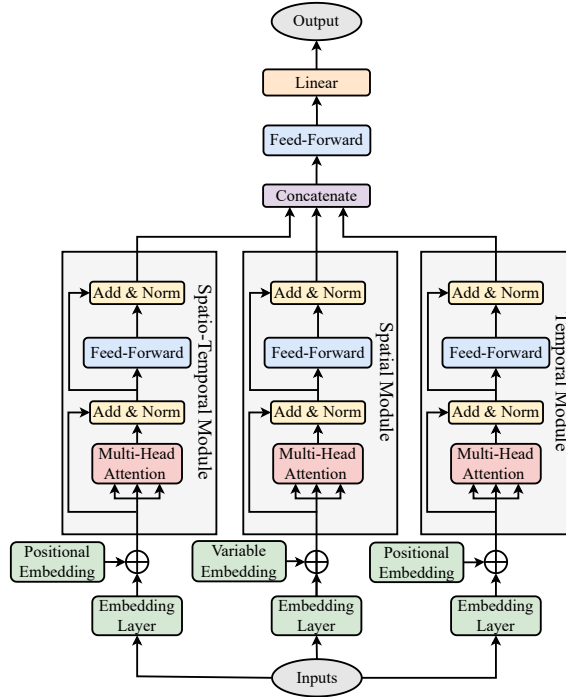 Output
Linear
Feed-Forward
Concatenate
Add & Norm
Feed-Forward
Add & Norm
Multi-Head
Attention
Spatio-Temporal Module
Add & Norm
Feed-Forward
Add & Norm
Multi-Head
Attention
Spatial Module
Add & Norm
Feed-Forward
Add & Norm
Multi-Head
Attention
Temporal Module
Positional
Embedding
Variable
Embedding
Positional
Embedding
Embedding
Layer
Embedding
Layer
Embedding
Layer
Inputs